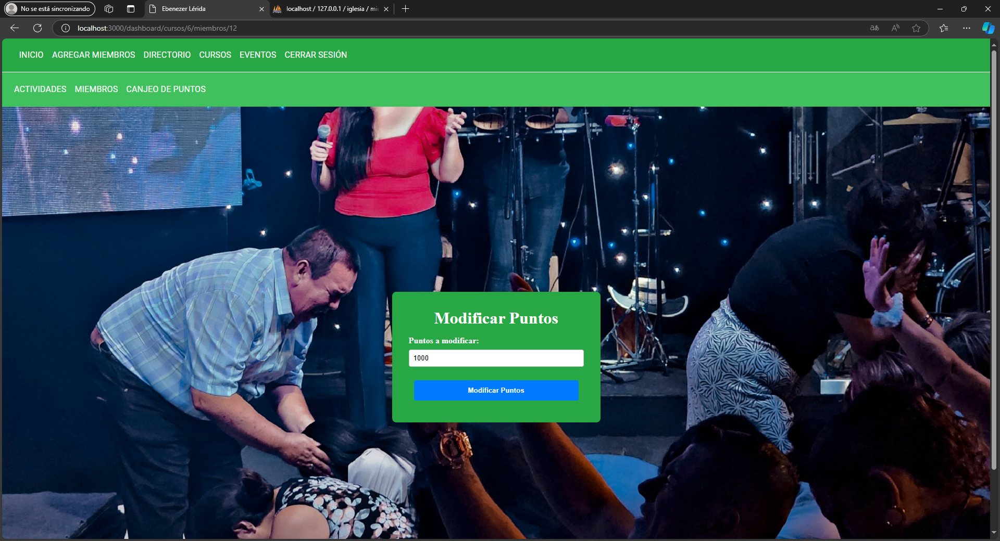 No se está sincronizando
Ebenezer Lérida
localhost / 127.0.0.1 / iglesia / mi
localhost:3000/dashboard/cursos/6/miembros/12
INICIO AGREGAR MIEMBROS DIRECTORIO CURSOS EVENTOS CERRAR SESIÓN
ACTIVIDADES MIEMBROS CANJEO DE PUNTOS
Modificar Puntos
Puntos a modificar:
1000
Modificar Puntos